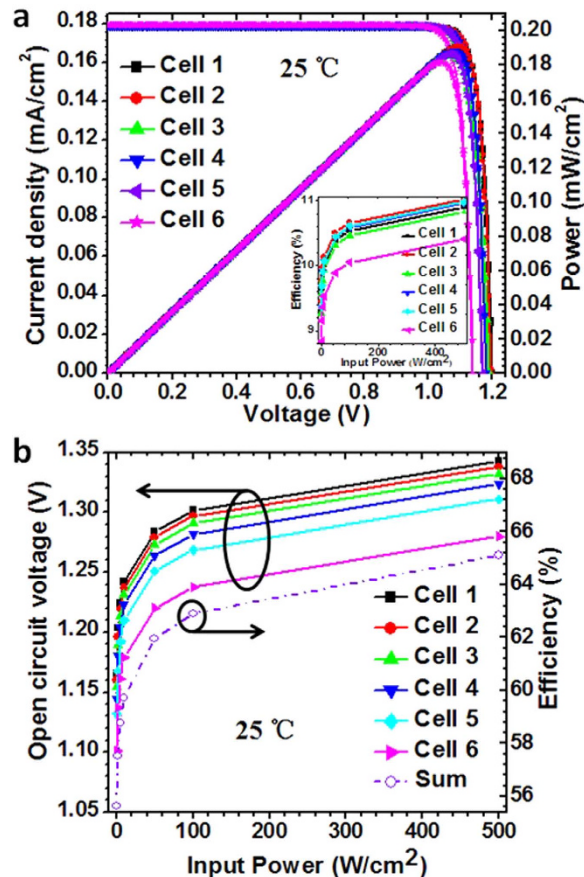 a
0.18
0.16
0.14
0.12
0.10
0.08
0.06
0.04
0.02
0.00
Current density (mA/cm²)
25 ℃
Cell 1
Cell 2
Cell 3
Cell 4
Cell 5
Cell 6
11
10
9
Efficiency (%)
Cell 1
Cell 2
Cell 3
Cell 4
Cell 5
Cell 6
0 200 400
Input Power (W/cm²)
0.20
0.18
0.16
0.14
0.12
0.10
0.08
0.06
0.04
0.02
0.00
Power (mW/cm²)
0.0 0.2 0.4 0.6 0.8 1.0 1.2
Voltage (V)
b
1.35
1.30
1.25
1.20
1.15
1.10
1.05
Open circuit voltage (V)
25 ℃
Cell 1
Cell 2
Cell 3
Cell 4
Cell 5
Cell 6
Sum
68
66
64
62
60
58
56
Efficiency (%)
0 100 200 300 400 500
Input Power (W/cm²)